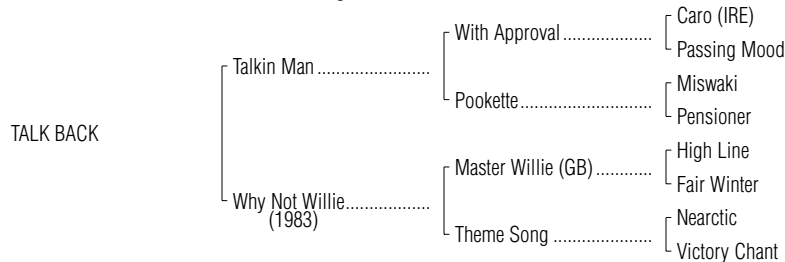 Caro (IRE)
With Approval
Passing Mood
Talkin Man
Miswaki
Pookette
Pensioner
TALK BACK
High Line
Master Willie (GB)
Fair Winter
Why Not Willie
(1983)
Nearctic
Theme Song
Victory Chant